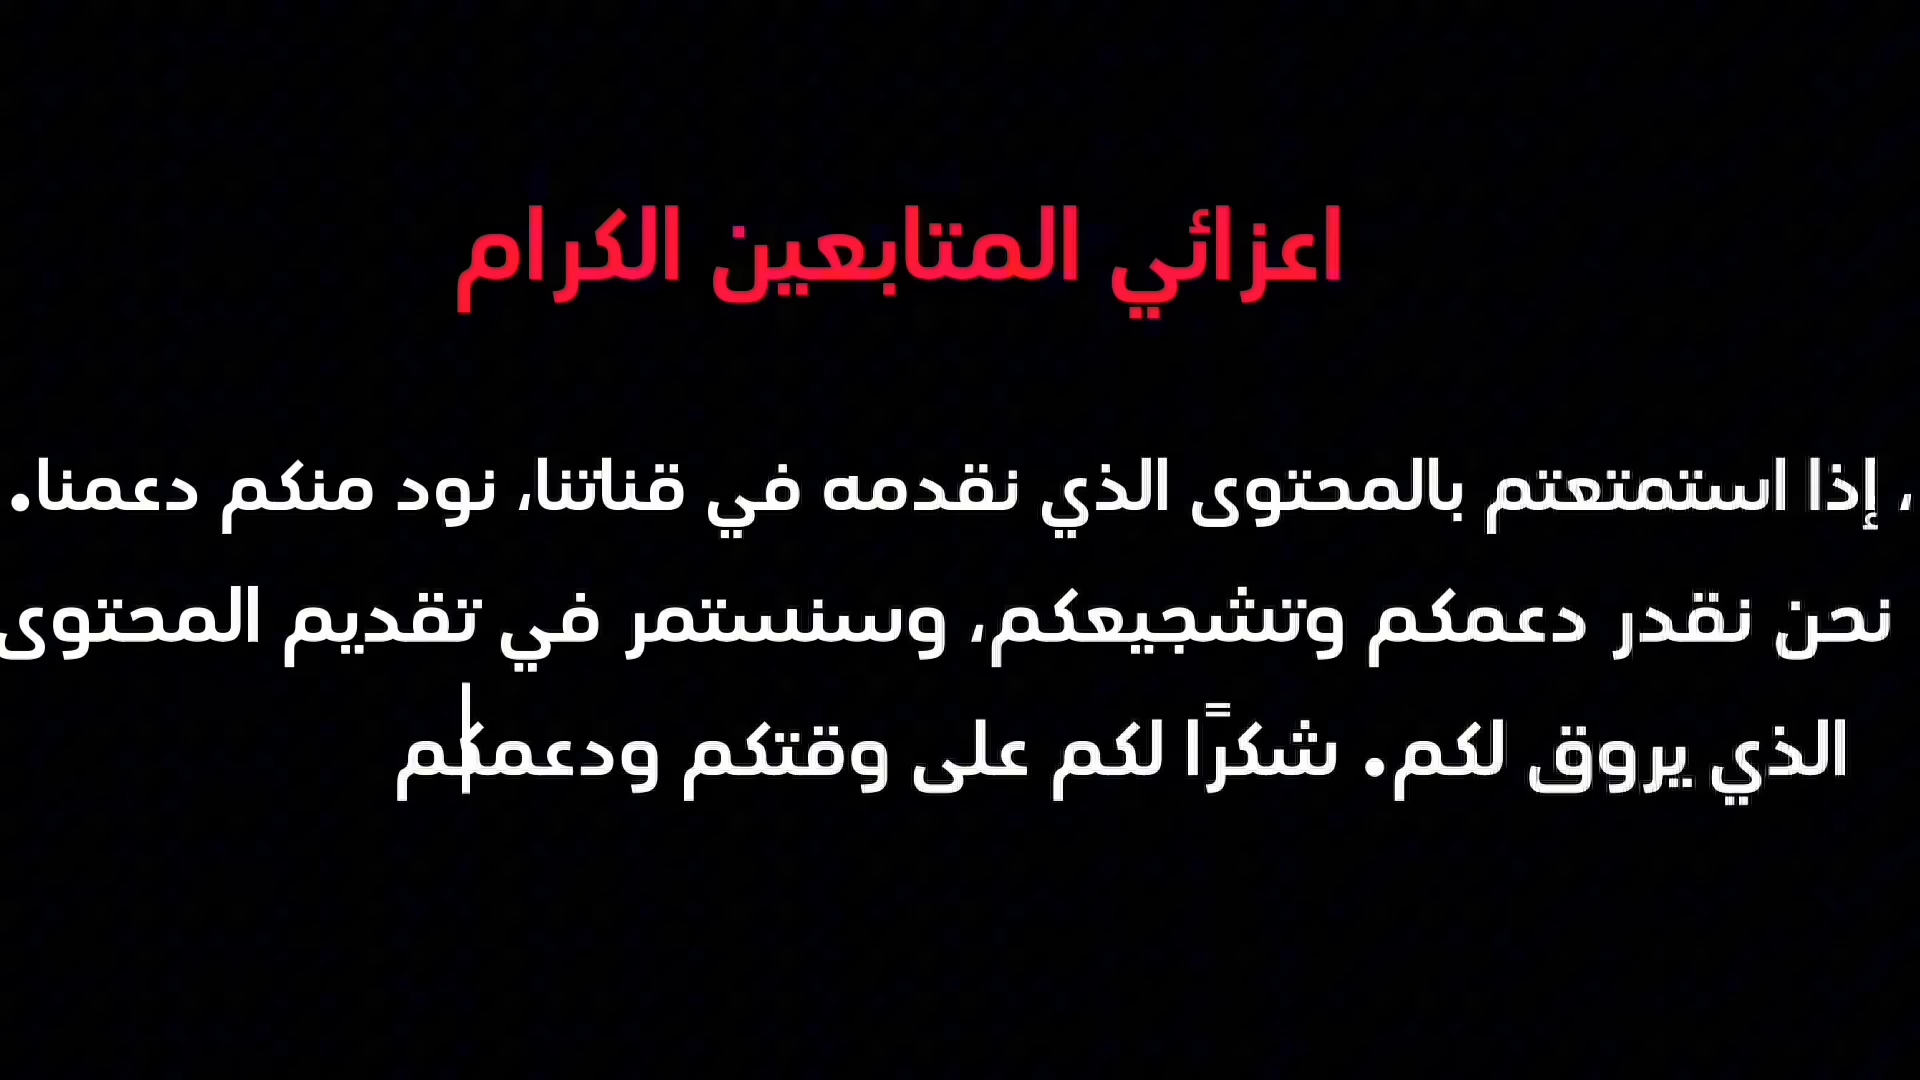 اعزائي المتابعين الكرام
، إذا استمتعتم بالمحتوى الذي نقدمه في قناتنا، نود منكم دعمنا.
نحن نقدر دعمكم وتشجيعكم، وسنستمر في تقديم المحتوى
الذي يروق لكم. شكرًا لكم على وقتكم ودعمكم